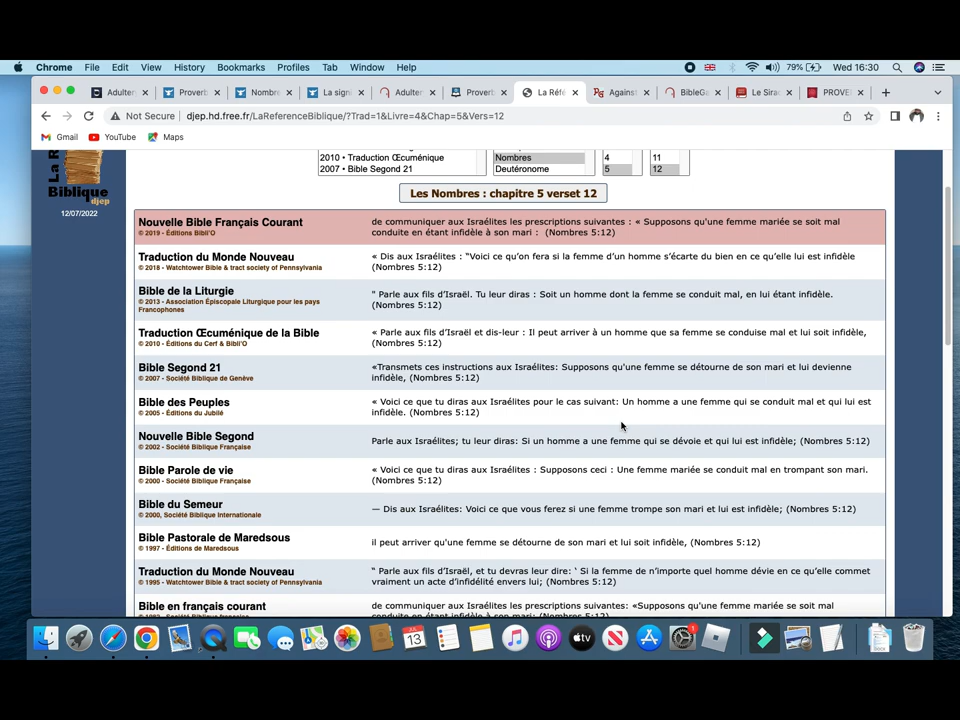 Chrome File Edit View History Bookmarks Profiles Tab Window Help 79% Wed 16:30
Adulter Proverb Nombre La sign Adulter Proverb La Réfé Against BibleGa Le Sirac PROVE
Not Secure djep.hd.free.fr/LaReferenceBiblique/?Trad=1&Livre=4&Chap=5&Vers=12
Gmail YouTube Maps
2010 • Traduction Œcuménique Nombres 4 11
2007 • Bible Segond 21 Deutéronome 5 12
La R
Biblique
djep
12/07/2022
Les Nombres : chapitre 5 verset 12
Nouvelle Bible Français Courant
© 2019 - Éditions Bibli'O
de communiquer aux Israélites les prescriptions suivantes : « Supposons qu'une femme mariée se soit mal
conduite en étant infidèle à son mari : (Nombres 5:12)
Traduction du Monde Nouveau
© 2018 - Watchtower Bible & tract society of Pennsylvania
« Dis aux Israélites : “Voici ce qu’on fera si la femme d’un homme s’écarte du bien en ce qu’elle lui est infidèle
(Nombres 5:12)
Bible de la Liturgie
© 2013 - Association Épiscopale Liturgique pour les pays
Francophones
" Parle aux fils d’Israël. Tu leur diras : Soit un homme dont la femme se conduit mal, en lui étant infidèle.
(Nombres 5:12)
Traduction Œcuménique de la Bible
© 2010 - Éditions du Cerf & Bibli'O
« Parle aux fils d’Israël et dis-leur : Il peut arriver à un homme que sa femme se conduise mal et lui soit infidèle,
(Nombres 5:12)
Bible Segond 21
© 2007 - Société Biblique de Genève
«Transmets ces instructions aux Israélites: Supposons qu'une femme se détourne de son mari et lui devienne
infidèle, (Nombres 5:12)
Bible des Peuples
© 2005 - Éditions du Jubilé
« Voici ce que tu diras aux Israélites pour le cas suivant: Un homme a une femme qui se conduit mal et qui lui est
infidèle. (Nombres 5:12)
Nouvelle Bible Segond
© 2002 - Société Biblique Française
Parle aux Israélites; tu leur diras: Si un homme a une femme qui se dévoie et qui lui est infidèle; (Nombres 5:12)
Bible Parole de vie
© 2000 - Société Biblique Française
« Voici ce que tu diras aux Israélites : Supposons ceci : Une femme mariée se conduit mal en trompant son mari.
(Nombres 5:12)
Bible du Semeur
© 2000, Société Biblique Internationale
— Dis aux Israélites: Voici ce que vous ferez si une femme trompe son mari et lui est infidèle; (Nombres 5:12)
Bible Pastorale de Maredsous
© 1997 - Éditions de Maredsous
il peut arriver qu'une femme se détourne de son mari et lui soit infidèle, (Nombres 5:12)
Traduction du Monde Nouveau
© 1995 - Watchtower Bible & tract society of Pennsylvania
“ Parle aux fils d’Israël, et tu devras leur dire: ‘ Si la femme de n’importe quel homme dévie en ce qu’elle commet
vraiment un acte d’infidélité envers lui; (Nombres 5:12)
Bible en français courant
de communiquer aux Israélites les prescriptions suivantes: «Supposons qu'une femme mariée se soit mal